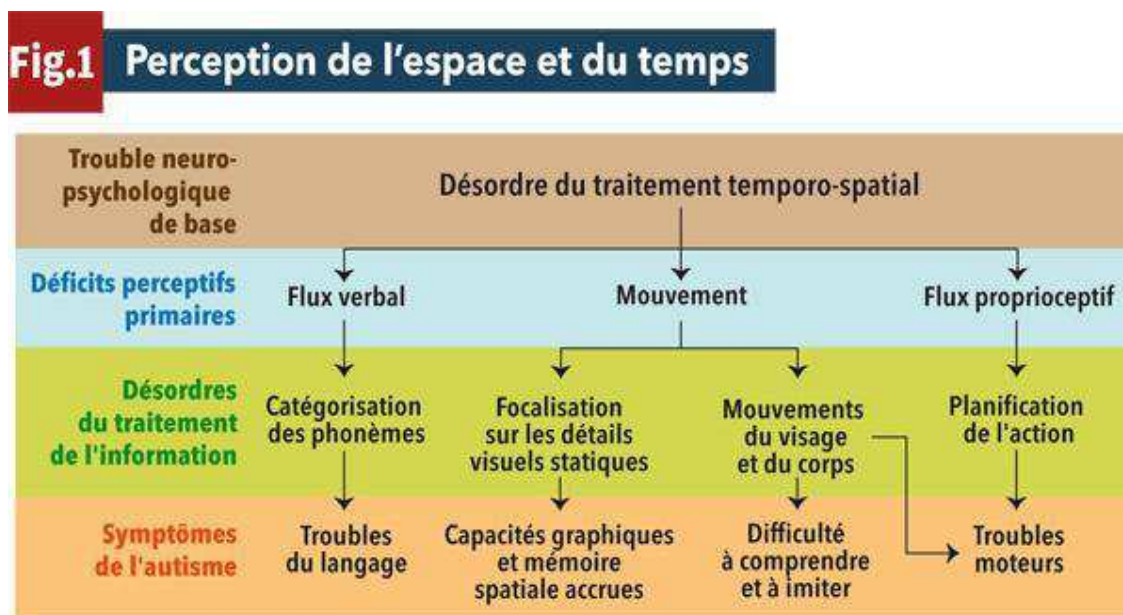 Fig.1 Perception de l'espace et du temps
Trouble neuro-
psychologique
de base
Désordre du traitement temporo-spatial
Déficits perceptifs
primaires
Flux verbal
Mouvement
Flux proprioceptif
Désordres
du traitement
de l'information
Catégorisation
des phonèmes
Focalisation
sur les détails
visuels statiques
Mouvements
du visage
et du corps
Planification
de l'action
Symptômes
de l'autisme
Troubles
du langage
Capacités graphiques
et mémoire
spatiale accrues
Difficulté
à comprendre
et à imiter
Troubles
moteurs